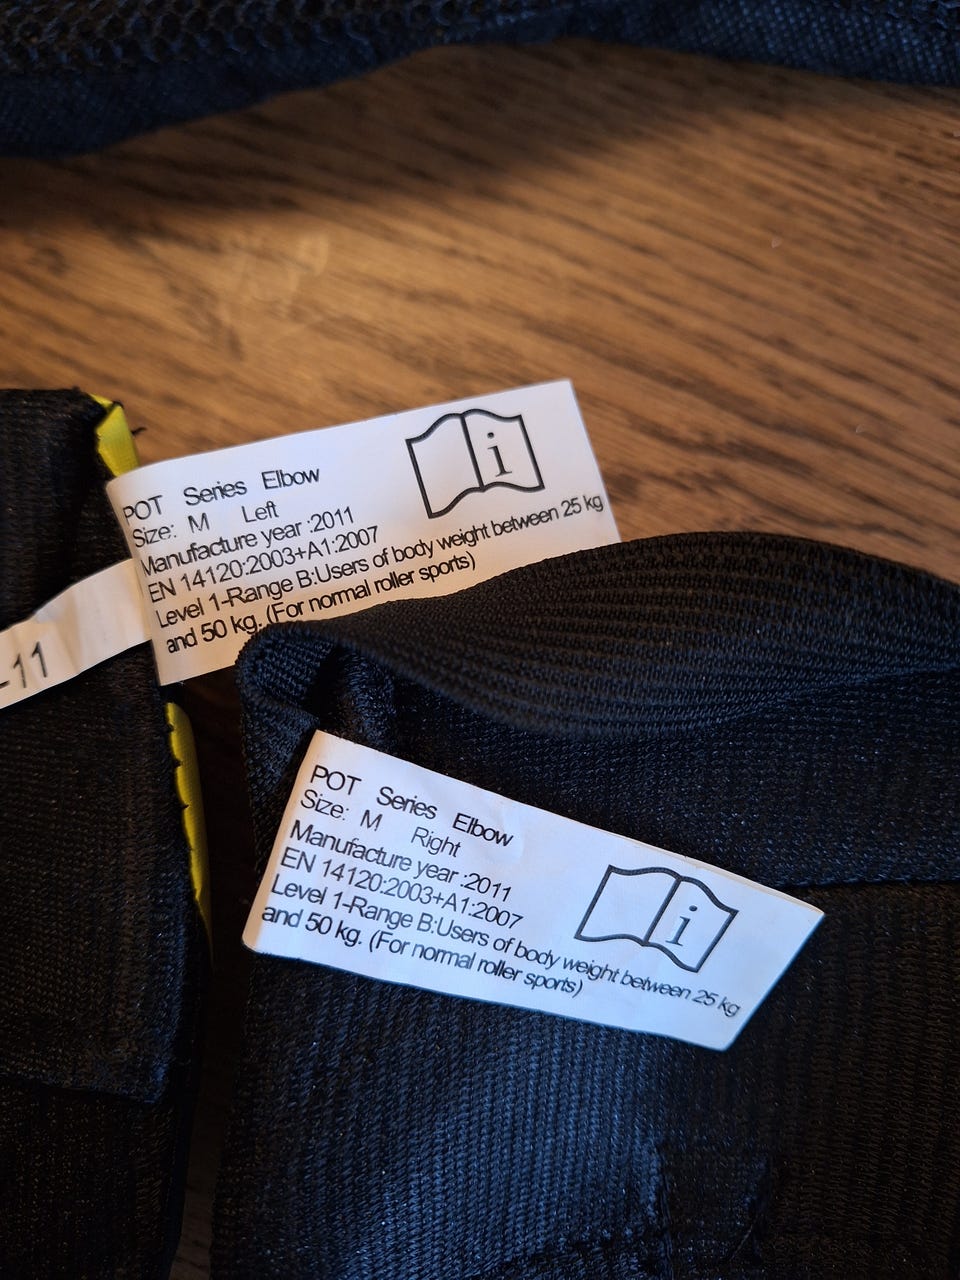 POT Series Elbow
Size: M Left
Manufacture year :2011
EN 14120:2003+A1:2007
Level 1-Range B:Users of body weight between 25 kg
and 50 kg. (For normal roller sports)
i
-11
POT Series Elbow
Size: M Right
Manufacture year :2011
EN 14120:2003+A1:2007
Level 1-Range B:Users of body weight between 25 kg
and 50 kg. (For normal roller sports)
i